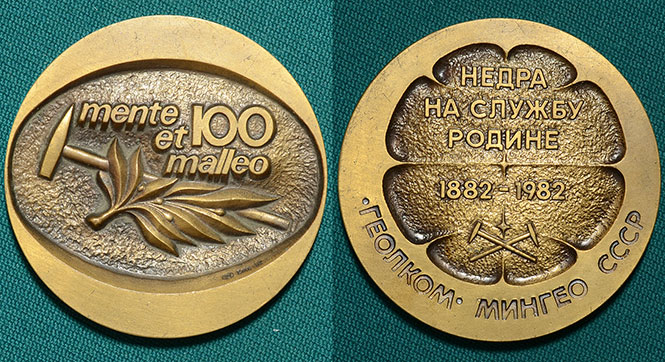 mente
et 100
malleo
НЕДРА
НА СЛУЖБУ
РОДИНЕ
1882-1982
·ГЕОЛКОМ· МИНГЕО СССР